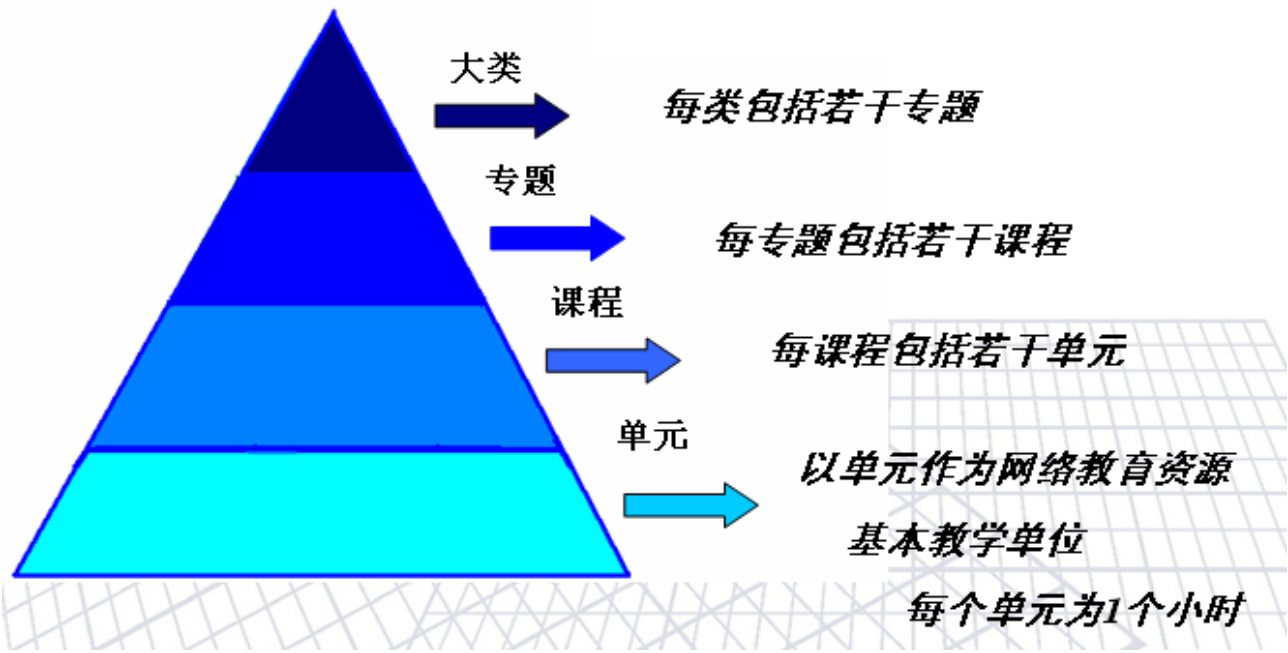 大类
每类包括若干专题
专题
每专题包括若干课程
课程
每课程包括若干单元
单元
以单元作为网络教育资源
基本教学单位
每个单元为1个小时